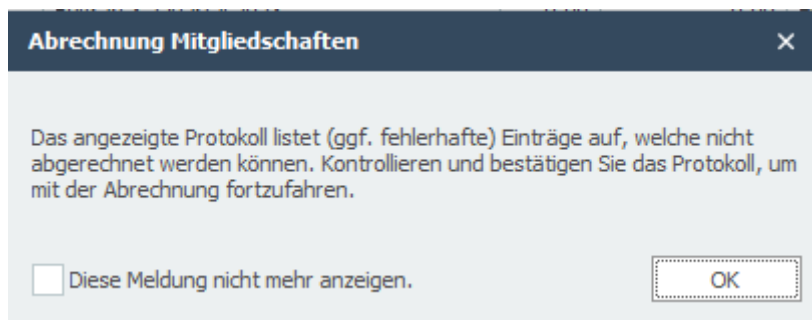 Abrechnung Mitgliedschaften
Das angezeigte Protokoll listet (ggf. fehlerhafte) Einträge auf, welche nicht
abgerechnet werden können. Kontrollieren und bestätigen Sie das Protokoll, um
mit der Abrechnung fortzufahren.
Diese Meldung nicht mehr anzeigen.
OK